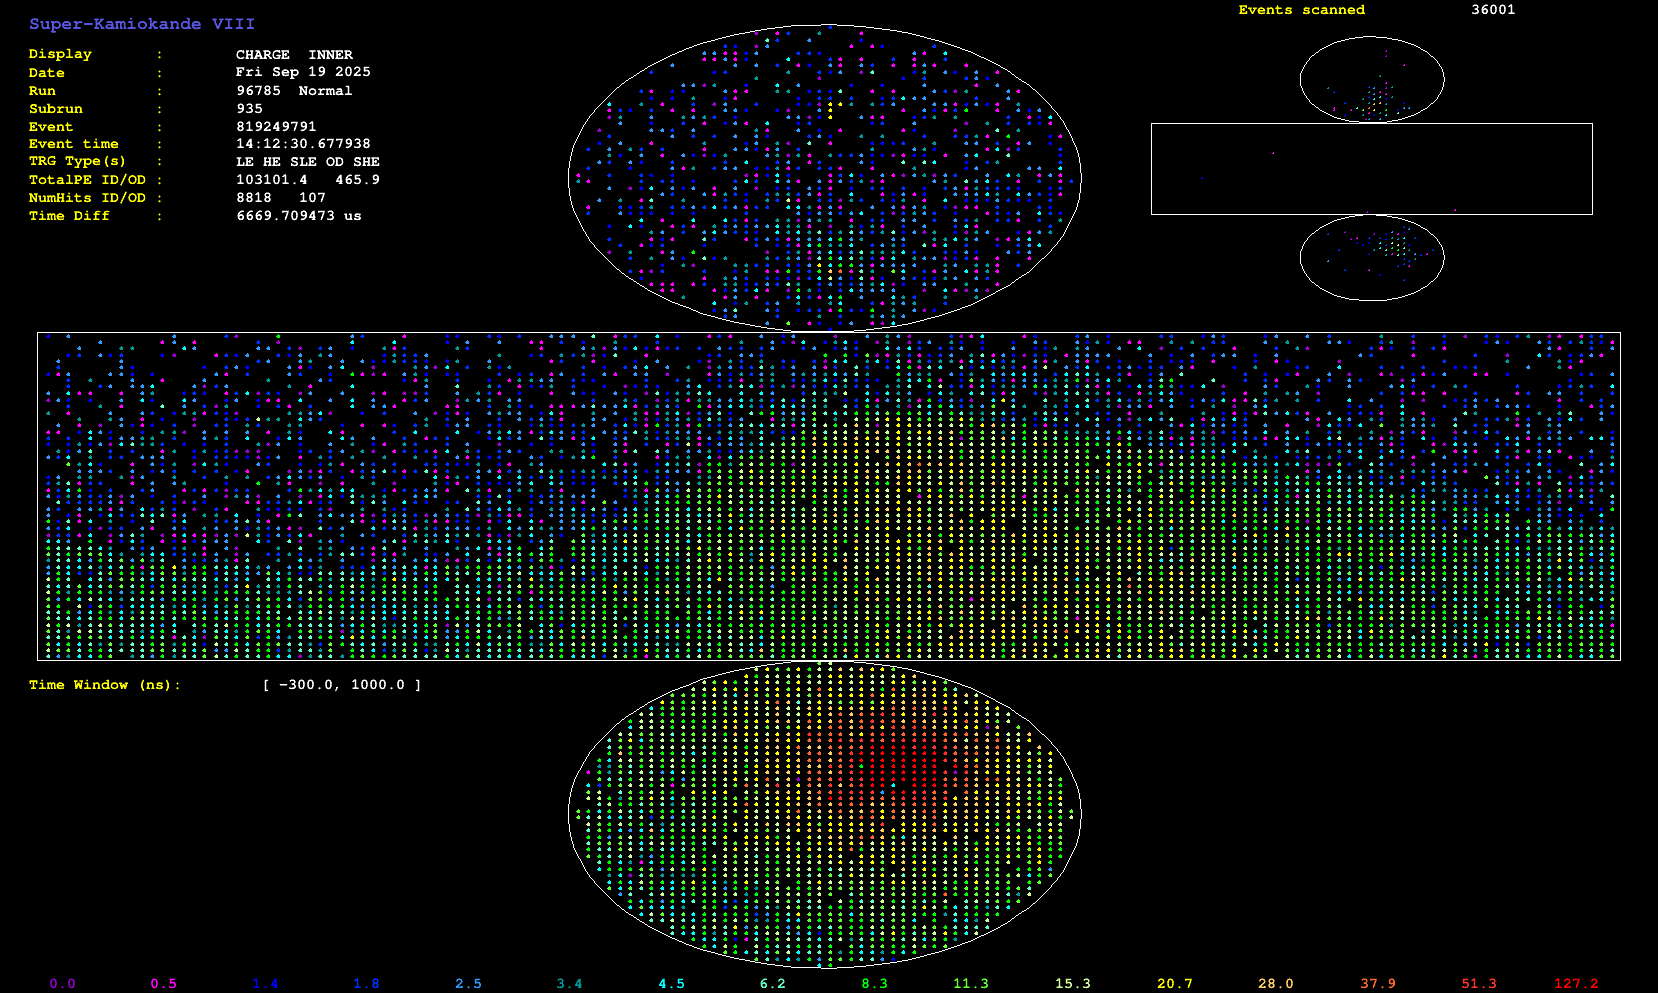 Super-Kamiokande VIII
Events scanned 36001
Display : CHARGE INNER
Date : Fri Sep 19 2025
Run : 96785 Normal
Subrun : 935
Event : 819249791
Event time : 14:12:30.677938
TRG Type(s) : LE HE SLE OD SHE
TotalPE ID/OD : 103101.4 465.9
NumHits ID/OD : 8818 107
Time Diff : 6669.709473 us
Time Window (ns): [ -300.0, 1000.0 ]
0.0 0.5 1.4 1.8 2.5 3.4 4.5 6.2 8.3 11.3 15.3 20.7 28.0 37.9 51.3 127.2